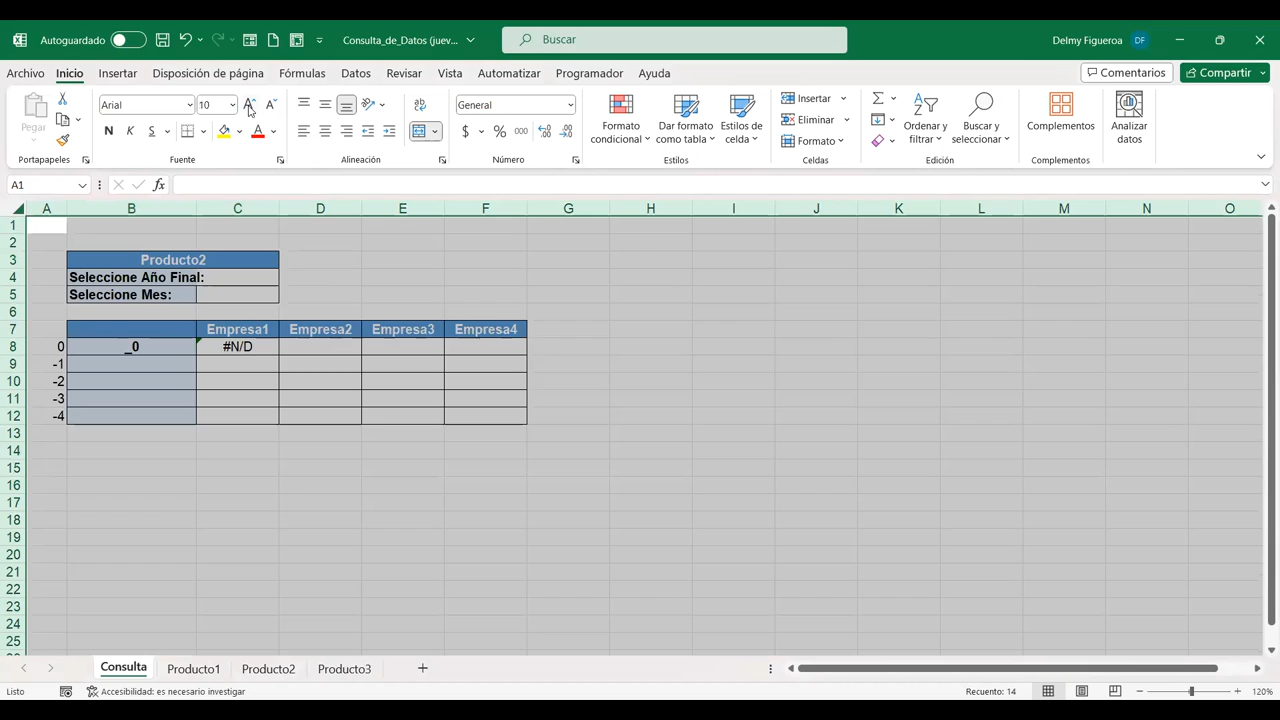 Autoguardado
Consulta_de_Datos (juev...
Buscar
Delmy Figueroa
DF
Archivo Inicio Insertar Disposición de página Fórmulas Datos Revisar Vista Automatizar Programador Ayuda
Comentarios
Compartir
Pegar
Portapapeles
Arial
10
N K S
Fuente
Alineación
General
$ % 000
Número
Formato condicional
Dar formato como tabla
Estilos de celda
Estilos
Insertar
Eliminar
Formato
Celdas
Ordenar y filtrar
Buscar y seleccionar
Edición
Complementos
Complementos
Analizar datos
A1
fx
A B C D E F G H I J K L M N O
1
2
3 Producto2
4 Seleccione Año Final:
5 Seleccione Mes:
6
7 Empresa1 Empresa2 Empresa3 Empresa4
8 0 _0 #N/D
9 -1
10 -2
11 -3
12 -4
13
14
15
16
17
18
19
20
21
22
23
24
25
Consulta Producto1 Producto2 Producto3
Listo
Accesibilidad: es necesario investigar
Recuento: 14
120%